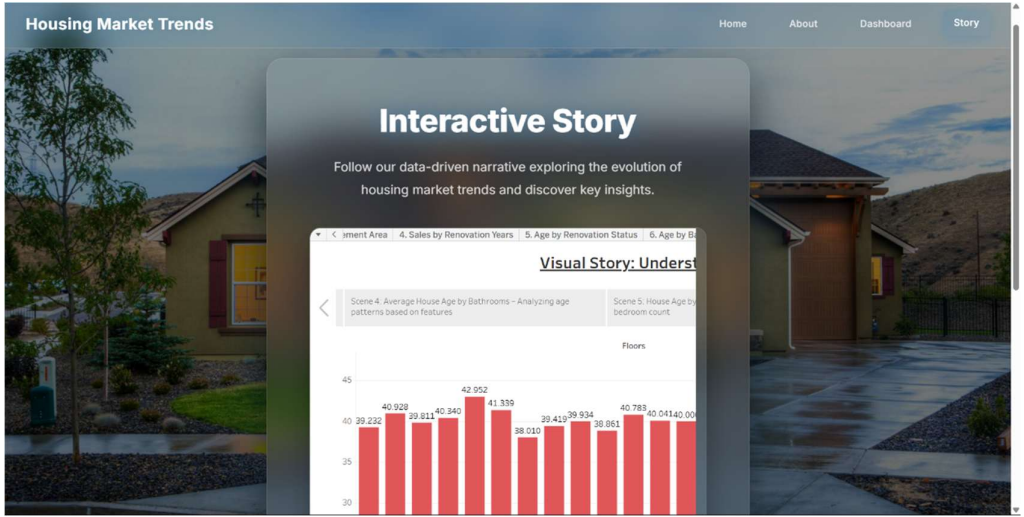 Housing Market Trends
Home About Dashboard Story
Interactive Story
Follow our data-driven narrative exploring the evolution of
housing market trends and discover key insights.
ement Area 4. Sales by Renovation Years 5. Age by Renovation Status 6. Age by Ba
Visual Story: Underst
Scene 4: Average House Age by Bathrooms – Analyzing age
patterns based on features
Scene 5: House Age by
bedroom count
Floors
45
42.952
40.928 40.340 41.339 40.783
40 39.232 39.811 39.419 39.934 40.041 40.000
38.010 38.861
35
30